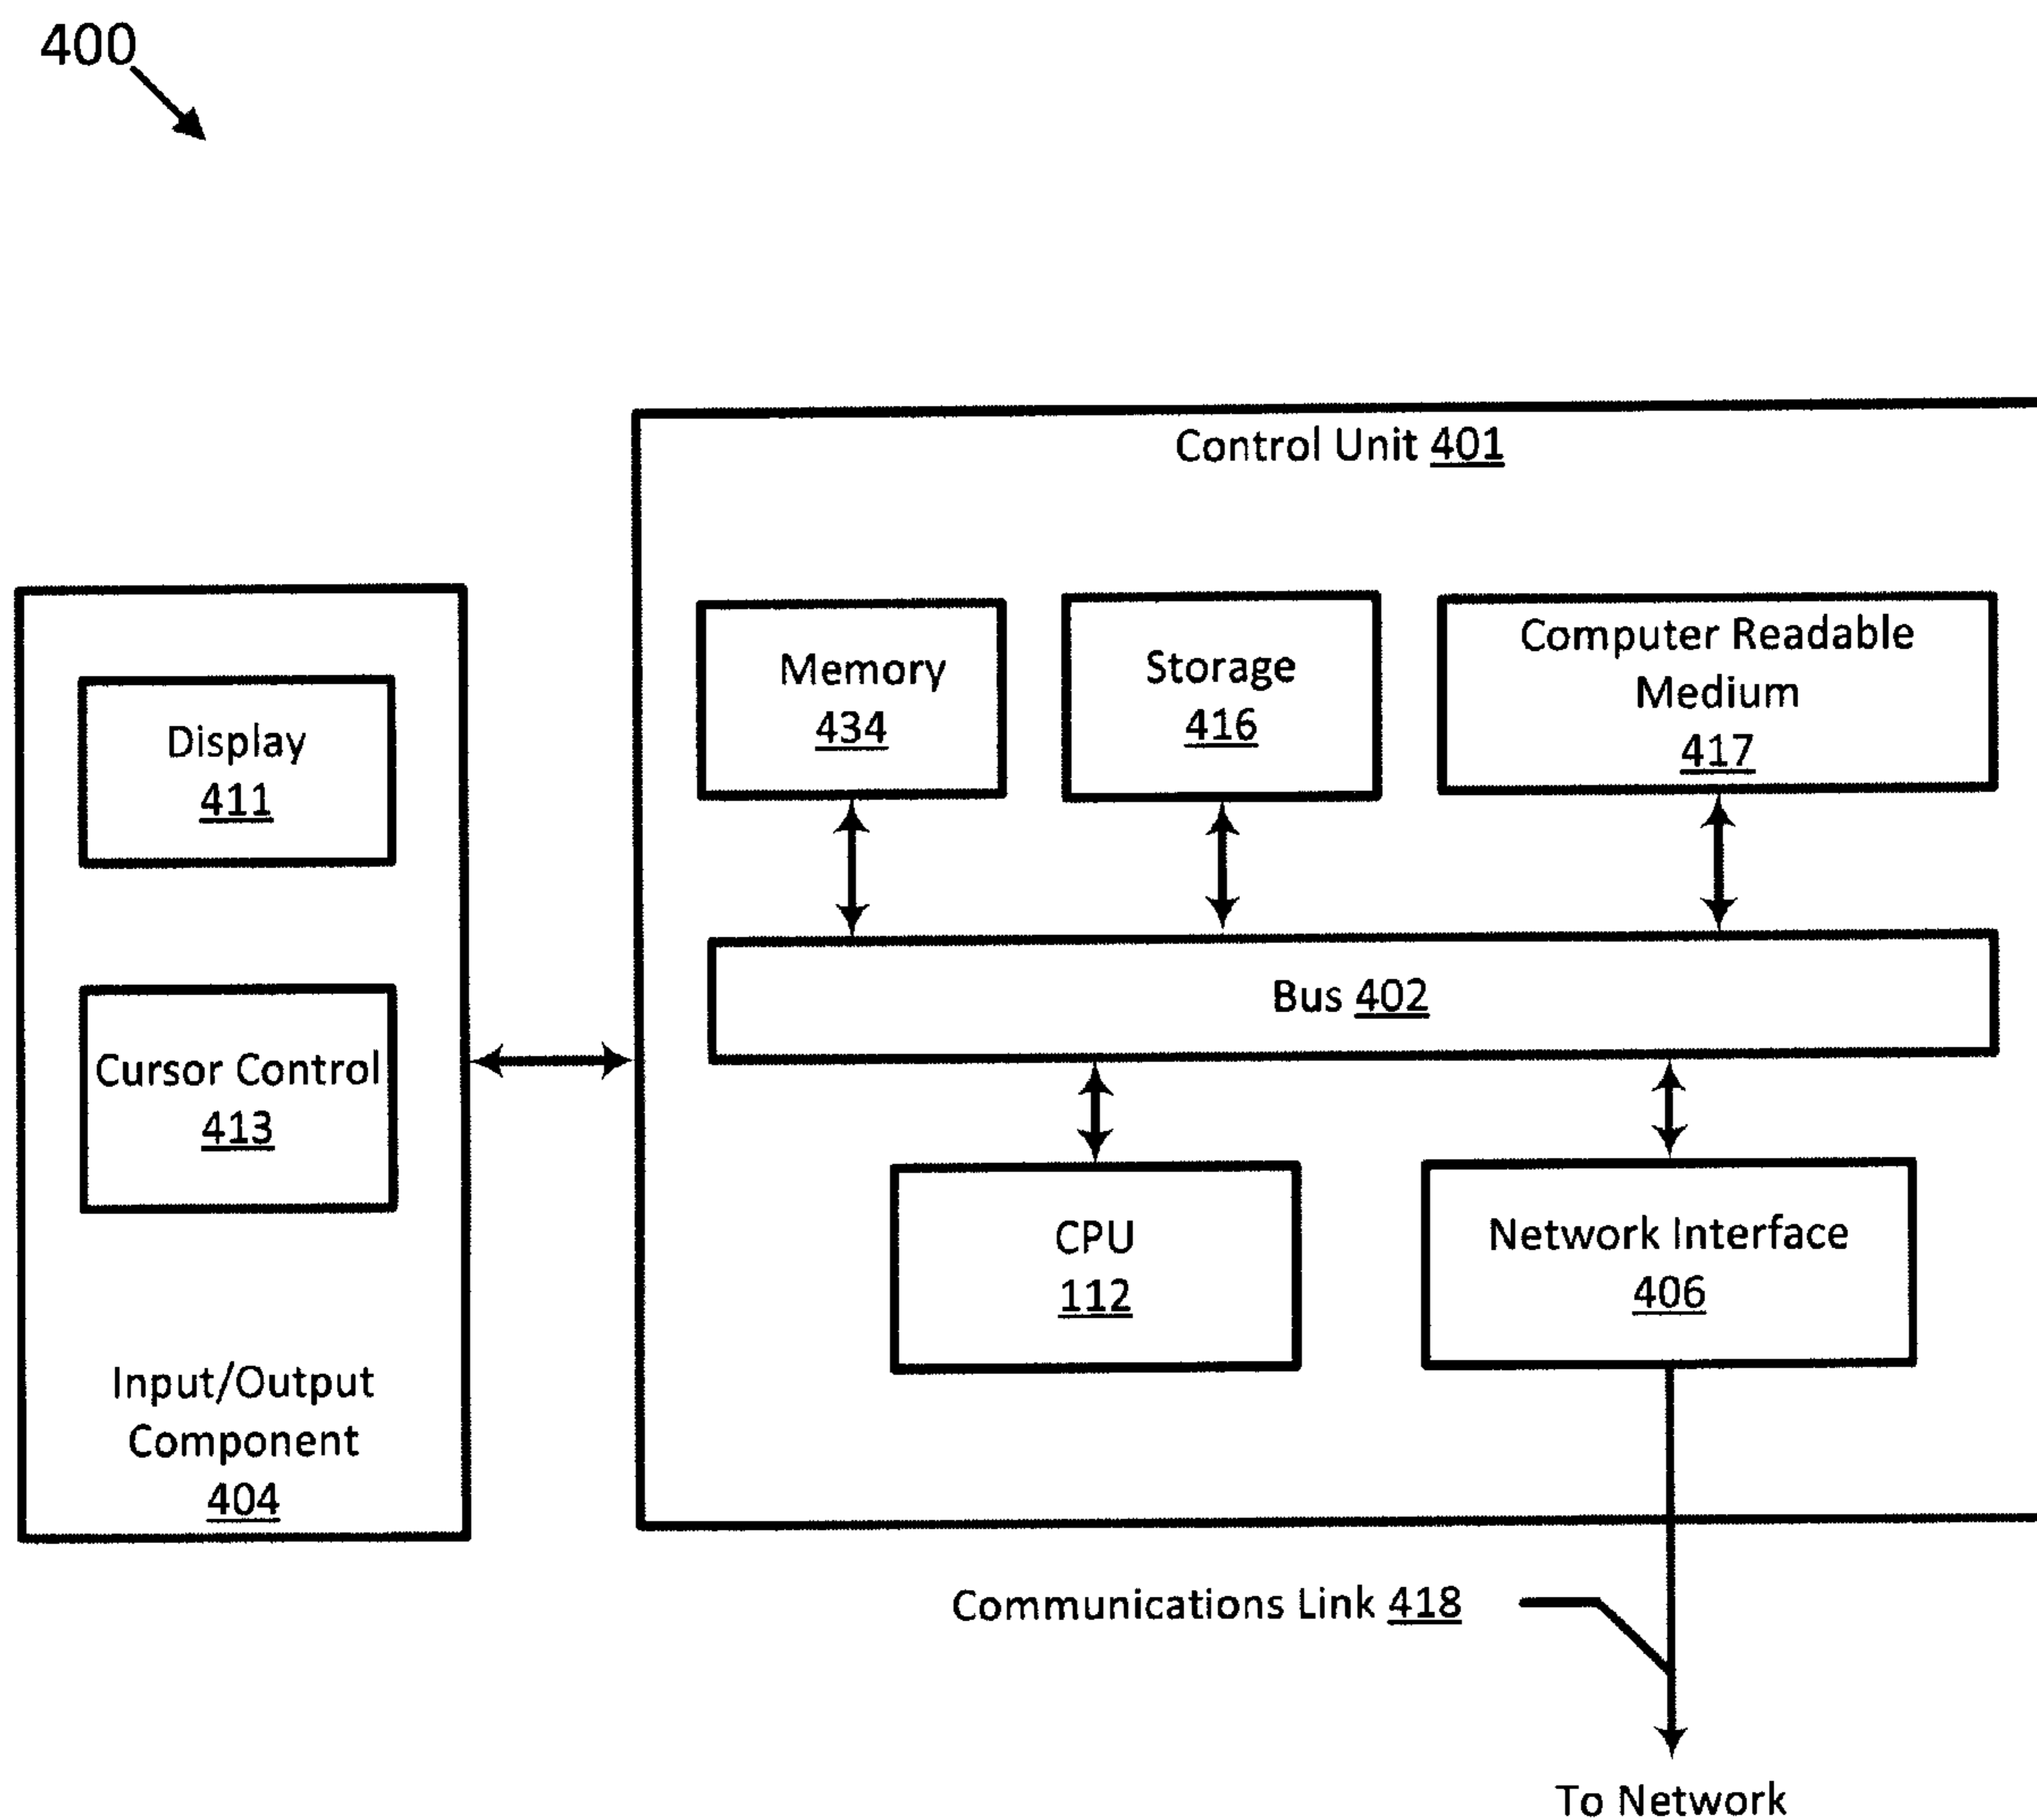 400
Control Unit 401
Memory
434
Storage
416
Computer Readable
Medium
417
Display
411
Bus 402
Cursor Control
413
CPU
112
Network Interface
406
Input/Output
Component
404
Communications Link 418
To Network